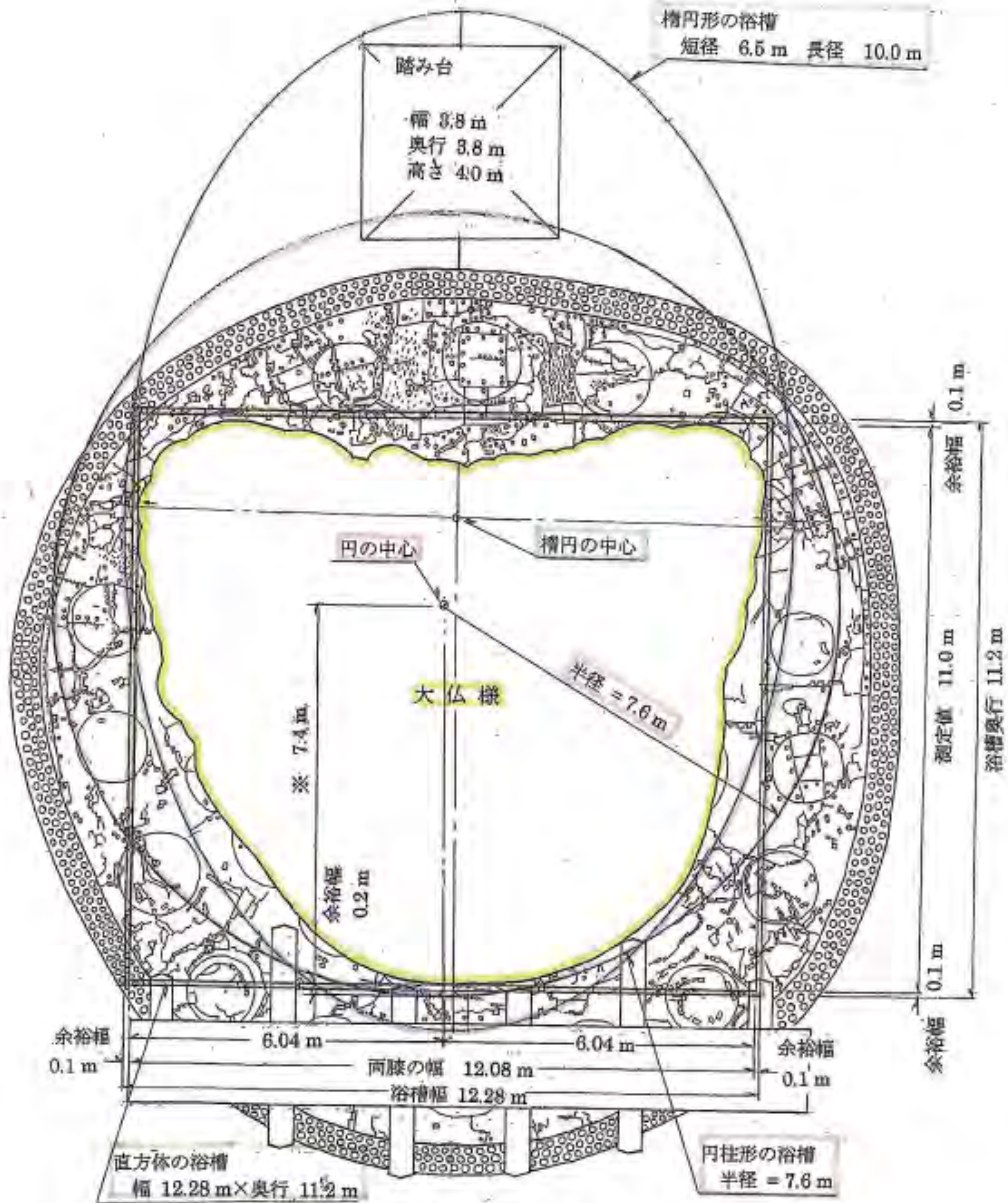 楕円形の浴槽
短径 6.5 m 長径 10.0 m
踏み台
幅 3.8 m
奥行 3.8 m
高さ 4.0 m
0.1 m
余裕幅
円の中心
楕円の中心
大仏様
半径 = 7.6 m
※ 7.4 m
余裕幅
0.2 m
測定値 11.0 m
浴槽奥行 11.2 m
0.1 m
余裕幅
余裕幅
0.1 m
6.04 m
6.04 m
余裕幅
0.1 m
両膝の幅 12.08 m
浴槽幅 12.28 m
直方体の浴槽
幅 12.28 m×奥行 11.2 m
円柱形の浴槽
半径 = 7.6 m